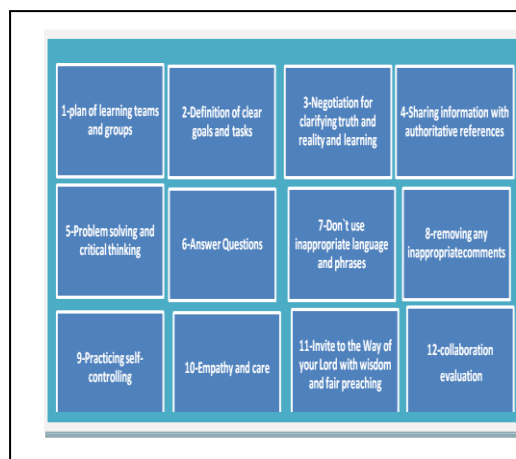 1-plan of learning teams
and groups
2-Definition of clear
goals and tasks
3-Negotiation for
clarifying truth and
reality and learning
4-Sharing information with
authoritative references
5-Problem solving and
critical thinking
6-Answer Questions
7-Don`t use
inappropriate language
and phrases
8-removing any
inappropriatecomments
9-Practicing self-
controlling
10-Empathy and care
11-Invite to the Way of
your Lord with wisdom
and fair preaching
12-collaboration
evaluation